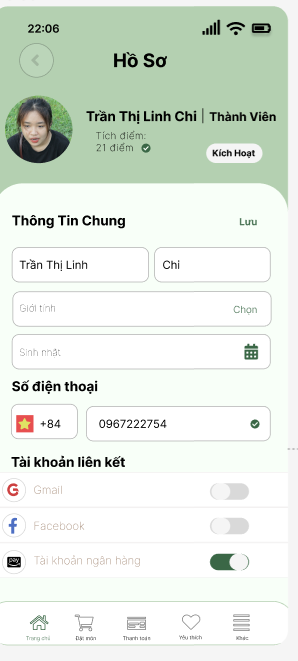 22:06
Hồ Sơ
Trần Thị Linh Chi | Thành Viên
Tích điểm:
21 điểm
Kích Hoạt
Thông Tin Chung
Lưu
Trần Thị Linh
Chi
Giới tính
Chọn
Sinh nhật
Số điện thoại
+84
0967222754
Tài khoản liên kết
G Gmail
f Facebook
Pay Tài khoản ngân hàng
Trang chủ
Đặt món
Thanh toán
Yêu thích
Khác